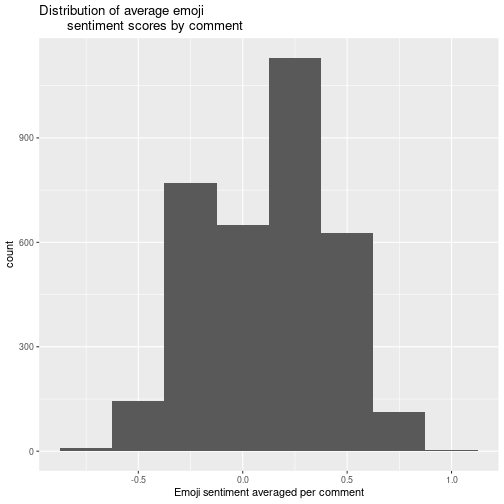 Distribution of average emoji
sentiment scores by comment
900
600
300
0
count
-0.5
0.0
0.5
1.0
Emoji sentiment averaged per comment